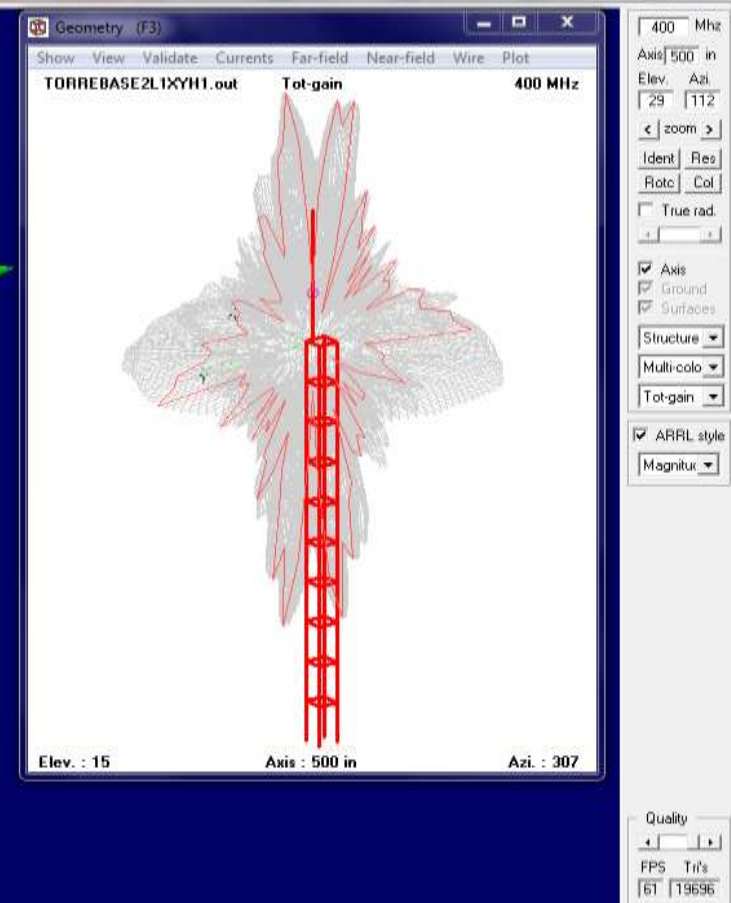 Geometry (F3)
Show View Validate Currents Far-field Near-field Wire Plot
TORREBASE2L1XYH1.out Tot-gain 400 MHz
Elev. : 15 Axis : 500 in Azi. : 307
400 Mhz
Axis 500 in
Elev. Azi.
29 112
< zoom >
Ident Res
Rotc Col
True rad.
Axis
Ground
Surfaces
Structure
Multi-colo
Tot-gain
ARRL style
Magnituc
Quality
FPS Tri's
61 19696